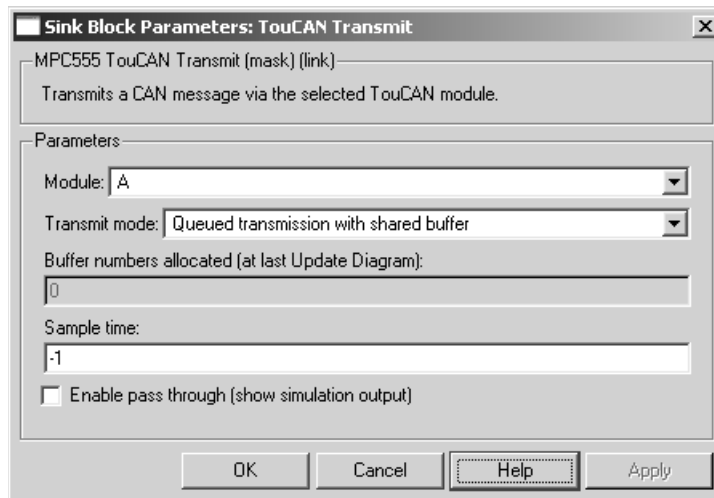 Sink Block Parameters: TouCAN Transmit
MPC555 TouCAN Transmit (mask) (link)
Transmits a CAN message via the selected TouCAN module.
Parameters
Module: A
Transmit mode: Queued transmission with shared buffer
Buffer numbers allocated (at last Update Diagram):
0
Sample time:
-1
Enable pass through (show simulation output)
OK Cancel Help Apply